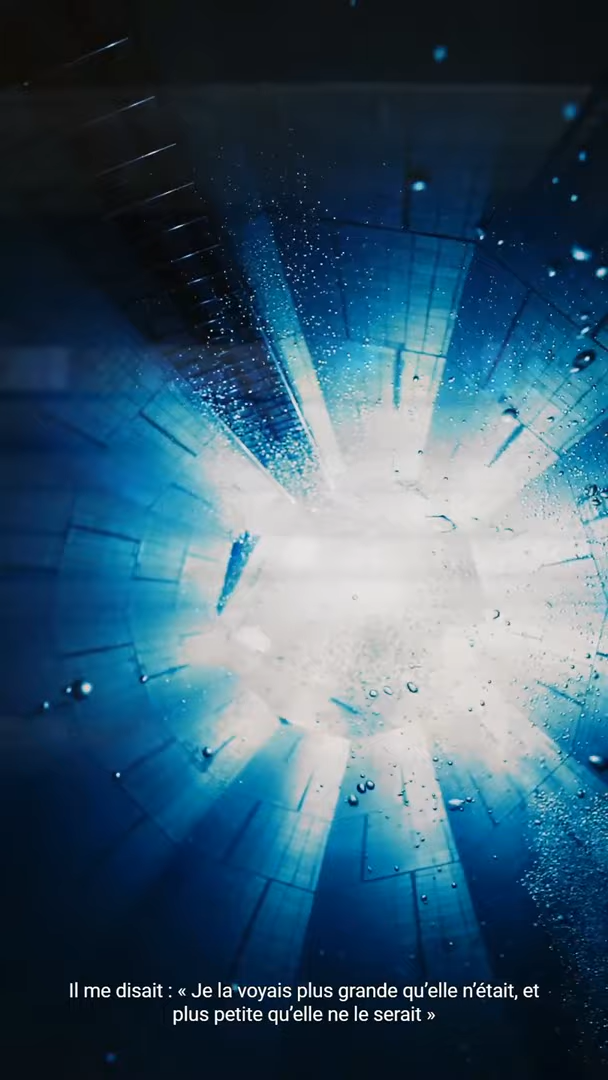 Il me disait : « Je la voyais plus grande qu’elle n’était, et
plus petite qu’elle ne le serait »